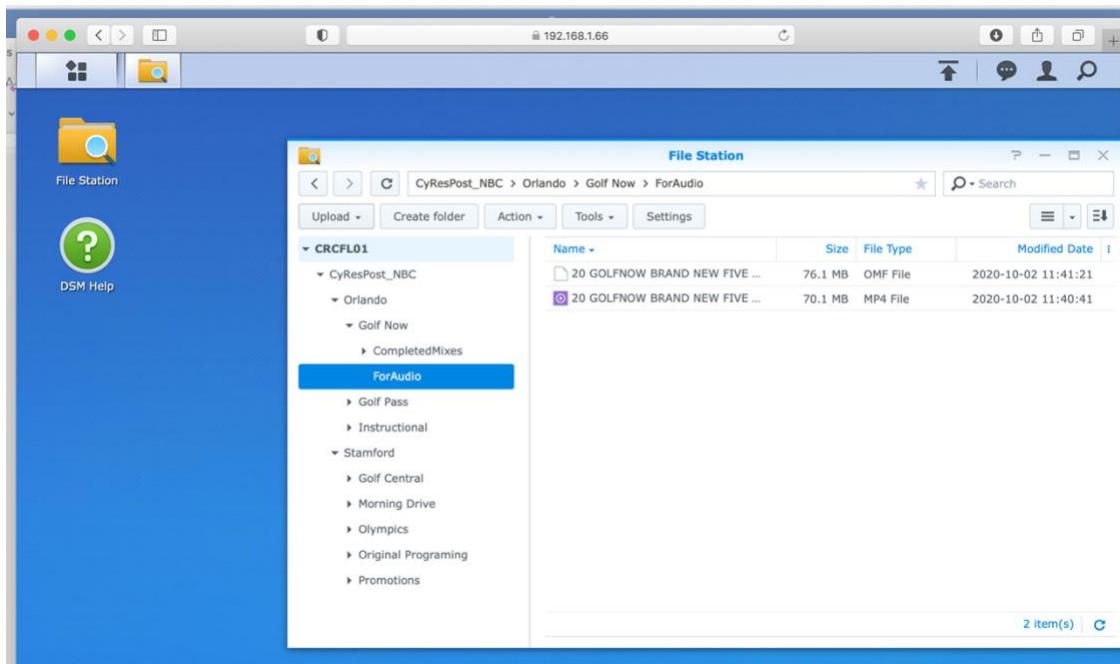 192.168.1.66
File Station
DSM Help
File Station
CyResPost_NBC > Orlando > Golf Now > ForAudio
Search
Upload Create folder Action Tools Settings
CRCFL01
CyResPost_NBC
Orlando
Golf Now
CompletedMixes
ForAudio
Golf Pass
Instructional
Stamford
Golf Central
Morning Drive
Olympics
Original Programing
Promotions
Name Size File Type Modified Date
20 GOLFNOW BRAND NEW FIVE ... 76.1 MB OMF File 2020-10-02 11:41:21
20 GOLFNOW BRAND NEW FIVE ... 70.1 MB MP4 File 2020-10-02 11:40:41
2 item(s)